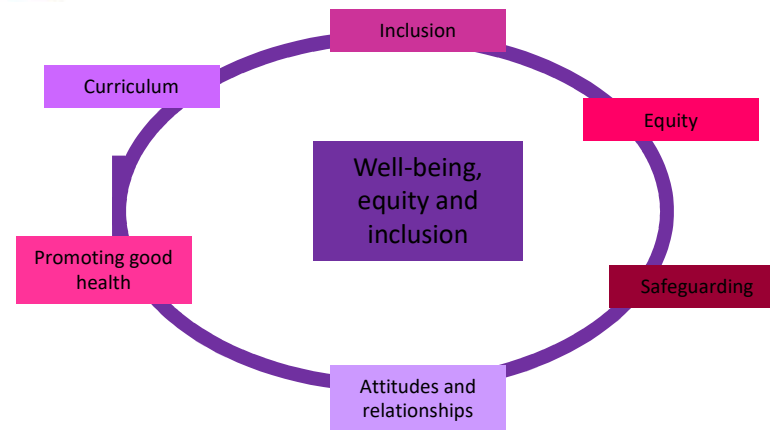 Inclusion
Curriculum
Equity
Well-being,
equity and
inclusion
Promoting good
health
Safeguarding
Attitudes and
relationships